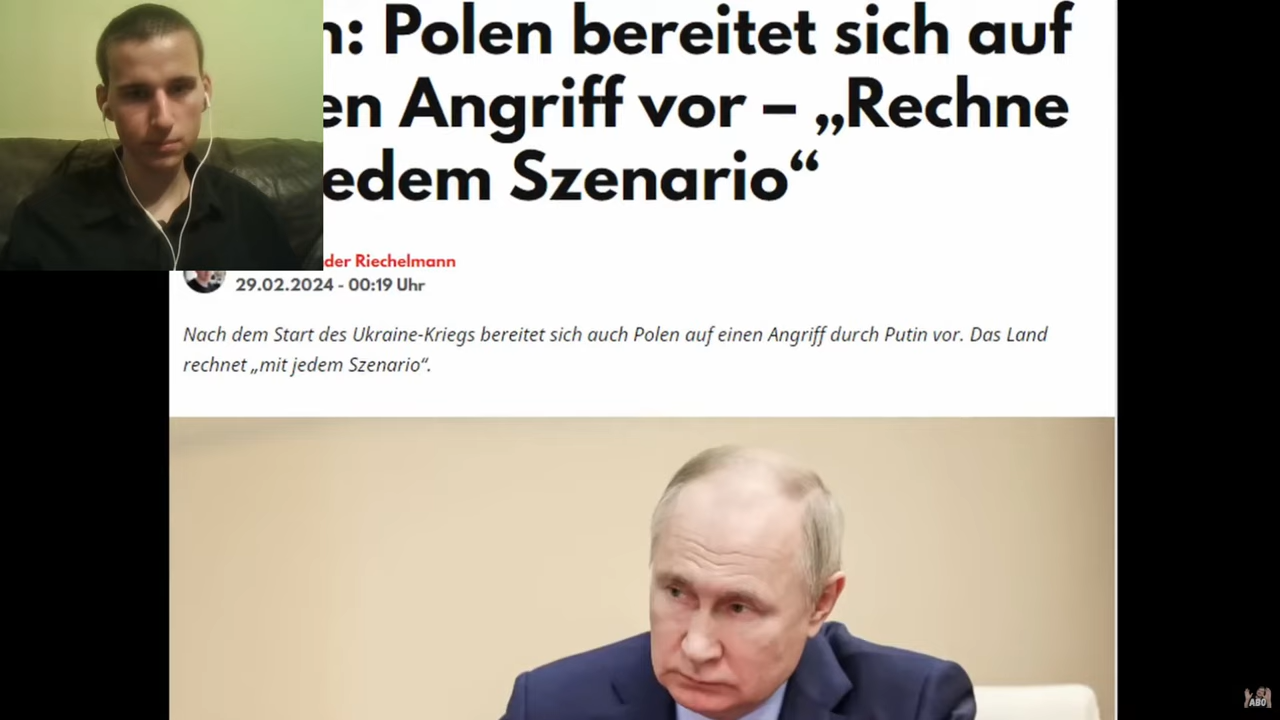 n: Polen bereitet sich auf
en Angriff vor – „Rechne
edem Szenario“
der Riechelmann
29.02.2024 - 00:19 Uhr
Nach dem Start des Ukraine-Kriegs bereitet sich auch Polen auf einen Angriff durch Putin vor. Das Land
rechnet „mit jedem Szenario“.
ABO